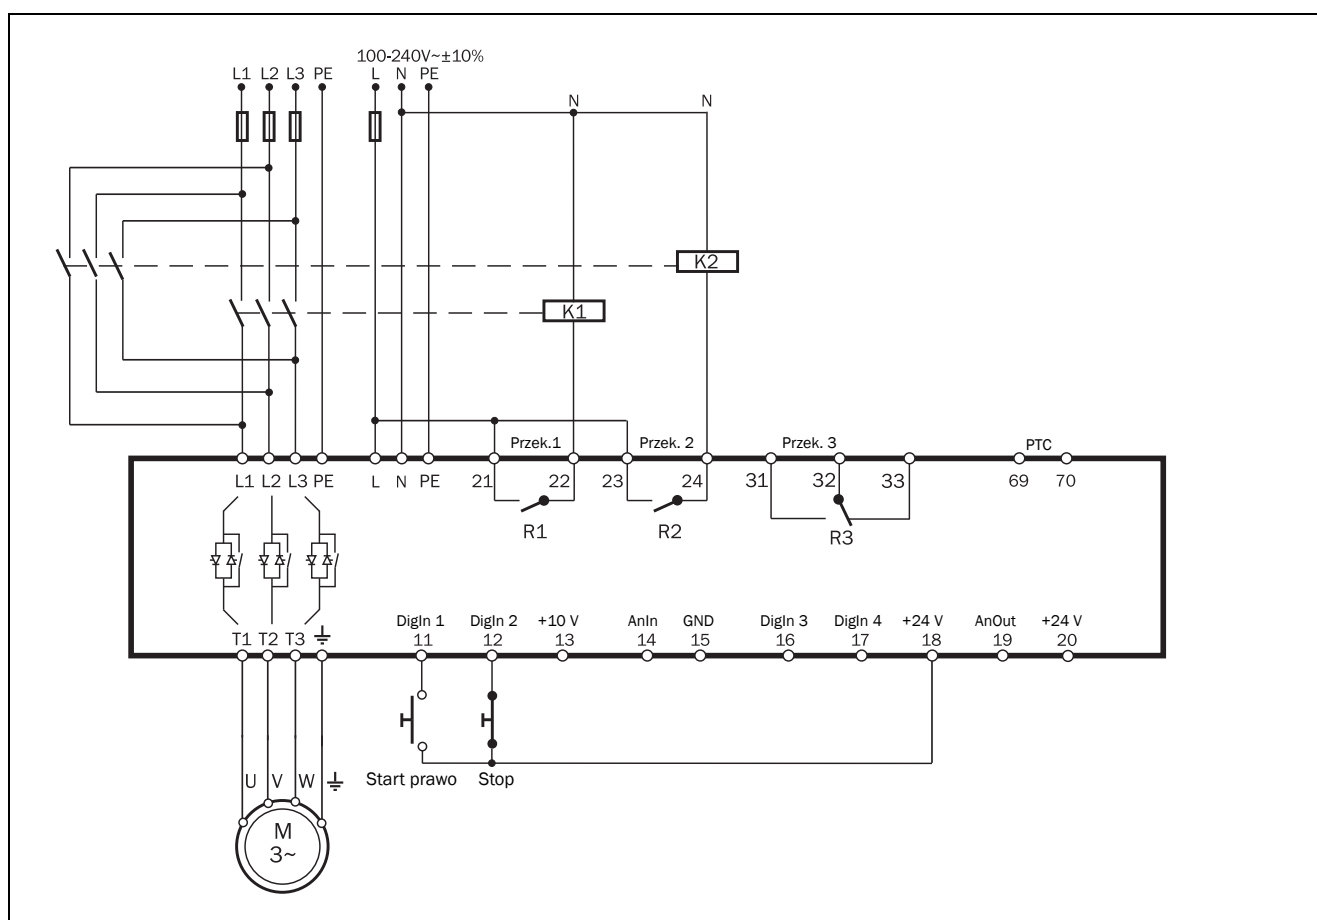 100-240V~±10%
L1 L2 L3 PE L N PE
N N
K2
K1
Przek.1 Przek. 2 Przek. 3 PTC
L1 L2 L3 PE L N PE 21 22 23 24 31 32 33 69 70
R1 R2 R3
DigIn 1 DigIn 2 +10 V AnIn GND DigIn 3 DigIn 4 +24 V AnOut +24 V
T1 T2 T3 11 12 13 14 15 16 17 18 19 20
U V W Start prawo Stop
M
3~